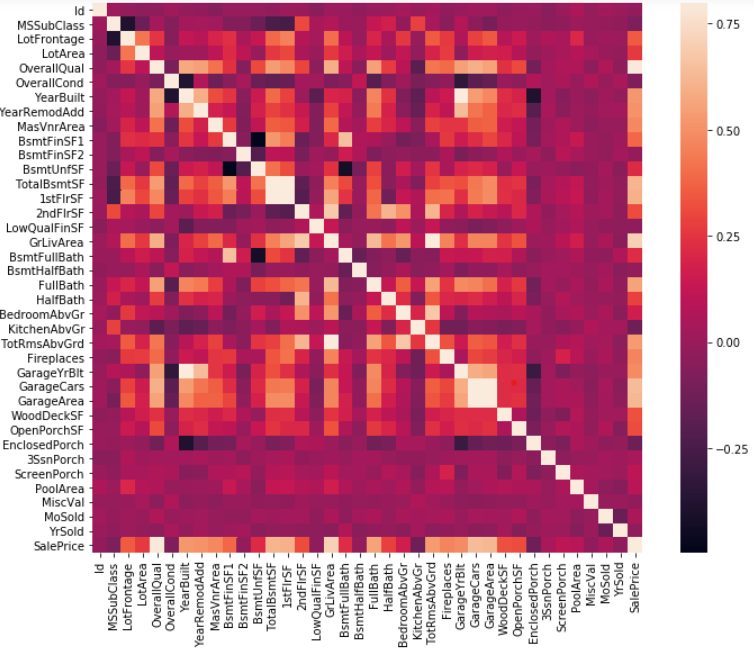 Id
MSSubClass
LotFrontage
LotArea
OverallQual
OverallCond
YearBuilt
YearRemodAdd
MasVnrArea
BsmtFinSF1
BsmtFinSF2
BsmtUnfSF
TotalBsmtSF
1stFlrSF
2ndFlrSF
LowQualFinSF
GrLivArea
BsmtFullBath
BsmtHalfBath
FullBath
HalfBath
BedroomAbvGr
KitchenAbvGr
TotRmsAbvGrd
Fireplaces
GarageYrBlt
GarageCars
GarageArea
WoodDeckSF
OpenPorchSF
EnclosedPorch
3SsnPorch
ScreenPorch
PoolArea
MiscVal
MoSold
YrSold
SalePrice
Id
MSSubClass
LotFrontage
LotArea
OverallQual
OverallCond
YearBuilt
YearRemodAdd
MasVnrArea
BsmtFinSF1
BsmtFinSF2
BsmtUnfSF
TotalBsmtSF
1stFlrSF
2ndFlrSF
LowQualFinSF
GrLivArea
BsmtFullBath
BsmtHalfBath
FullBath
HalfBath
BedroomAbvGr
KitchenAbvGr
TotRmsAbvGrd
Fireplaces
GarageYrBlt
GarageCars
GarageArea
WoodDeckSF
OpenPorchSF
EnclosedPorch
3SsnPorch
ScreenPorch
PoolArea
MiscVal
MoSold
YrSold
SalePrice
0.75
0.50
0.25
0.00
−0.25